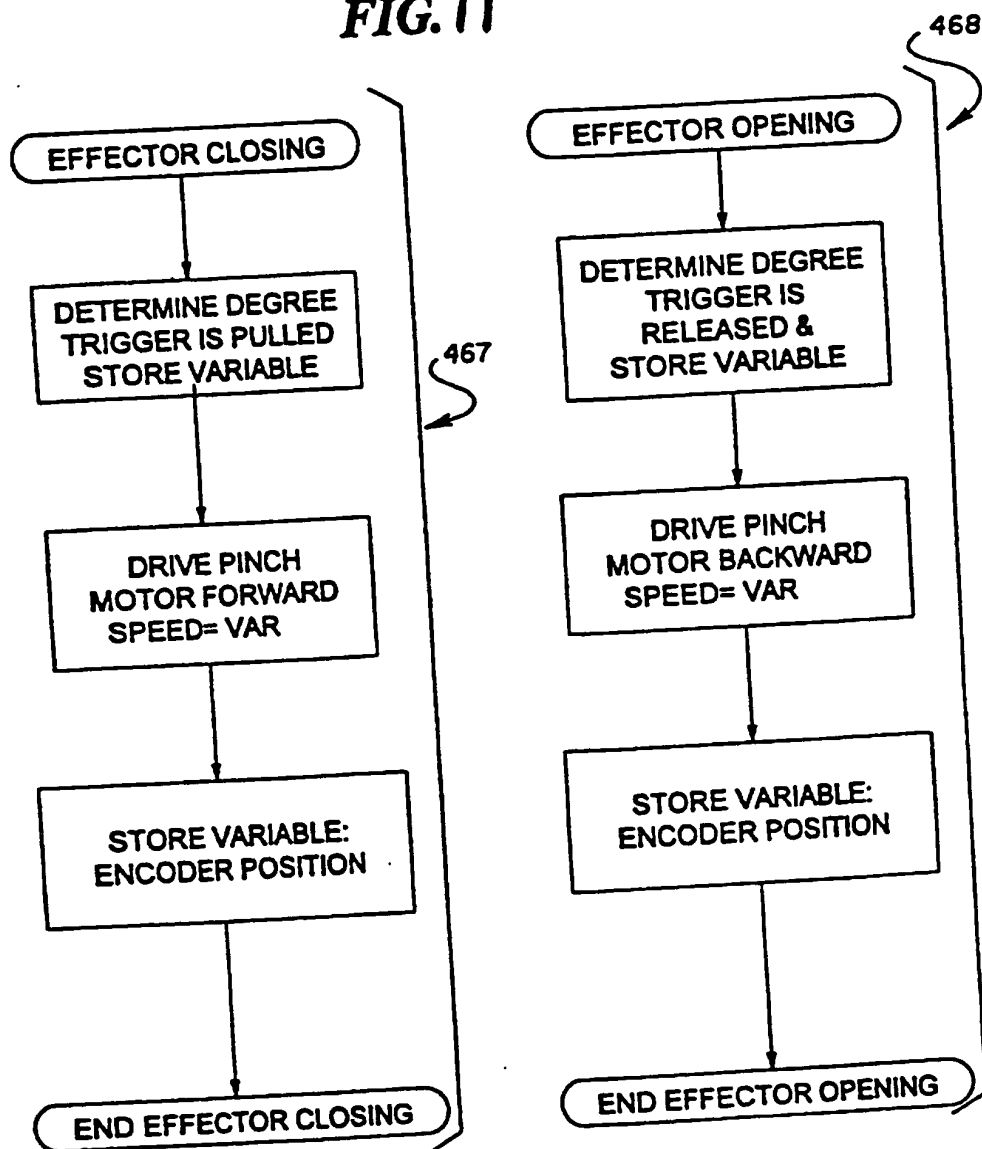 FIG. 11
468
EFFECTOR CLOSING
DETERMINE DEGREE
TRIGGER IS PULLED
STORE VARIABLE
467
DRIVE PINCH
MOTOR FORWARD
SPEED= VAR
STORE VARIABLE:
ENCODER POSITION
END EFFECTOR CLOSING
EFFECTOR OPENING
DETERMINE DEGREE
TRIGGER IS
RELEASED &
STORE VARIABLE
DRIVE PINCH
MOTOR BACKWARD
SPEED= VAR
STORE VARIABLE:
ENCODER POSITION
END EFFECTOR OPENING